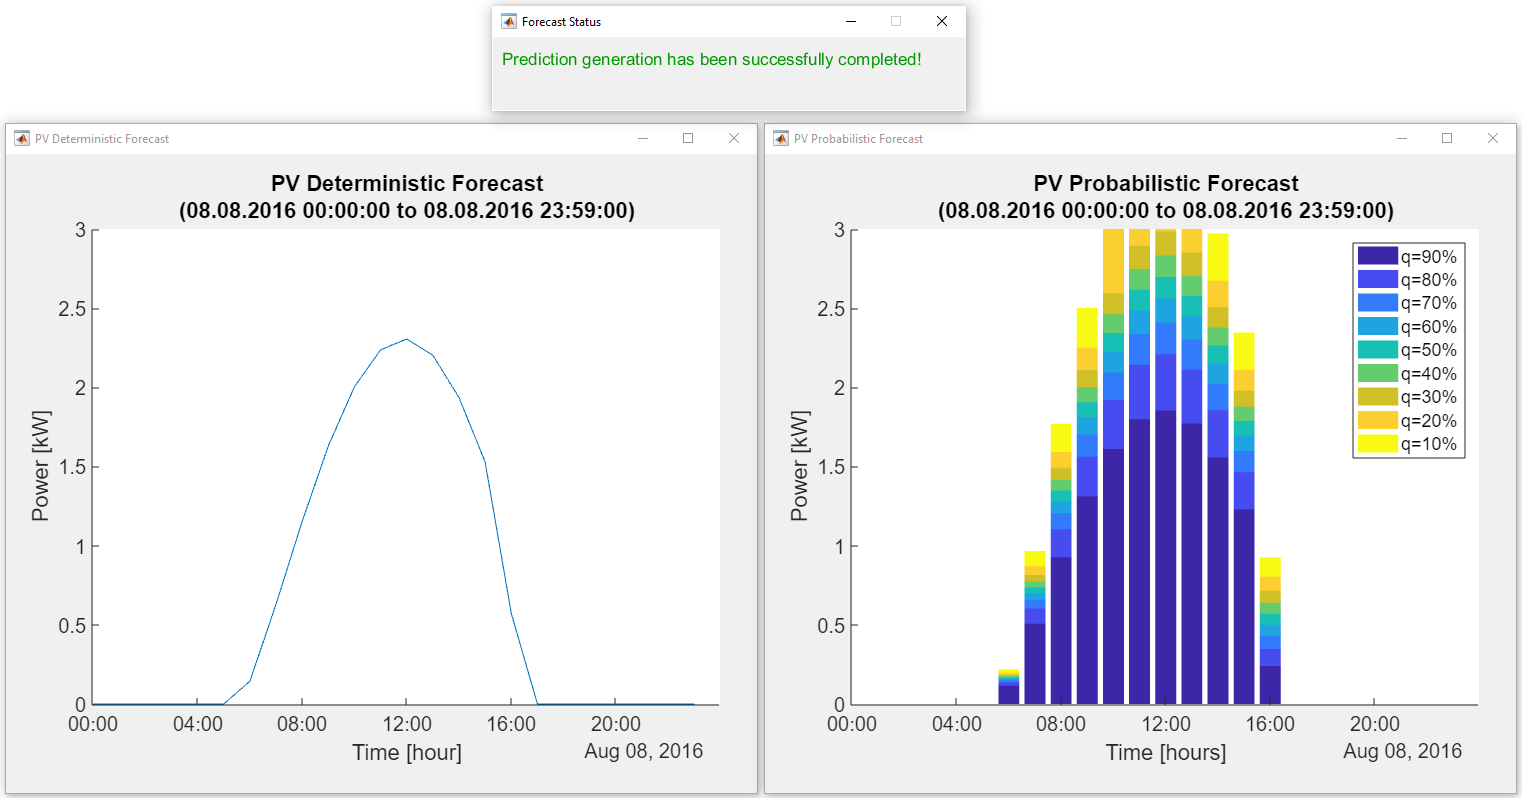 Forecast Status
Prediction generation has been successfully completed!
PV Deterministic Forecast
PV Deterministic Forecast
(08.08.2016 00:00:00 to 08.08.2016 23:59:00)
3
2.5
2
1.5
1
0.5
0
Power [kW]
00:00 04:00 08:00 12:00 16:00 20:00
Time [hour]
Aug 08, 2016
PV Probabilistic Forecast
PV Probabilistic Forecast
(08.08.2016 00:00:00 to 08.08.2016 23:59:00)
3
2.5
2
1.5
1
0.5
0
Power [kW]
q=90%
q=80%
q=70%
q=60%
q=50%
q=40%
q=30%
q=20%
q=10%
00:00 04:00 08:00 12:00 16:00 20:00
Time [hours]
Aug 08, 2016